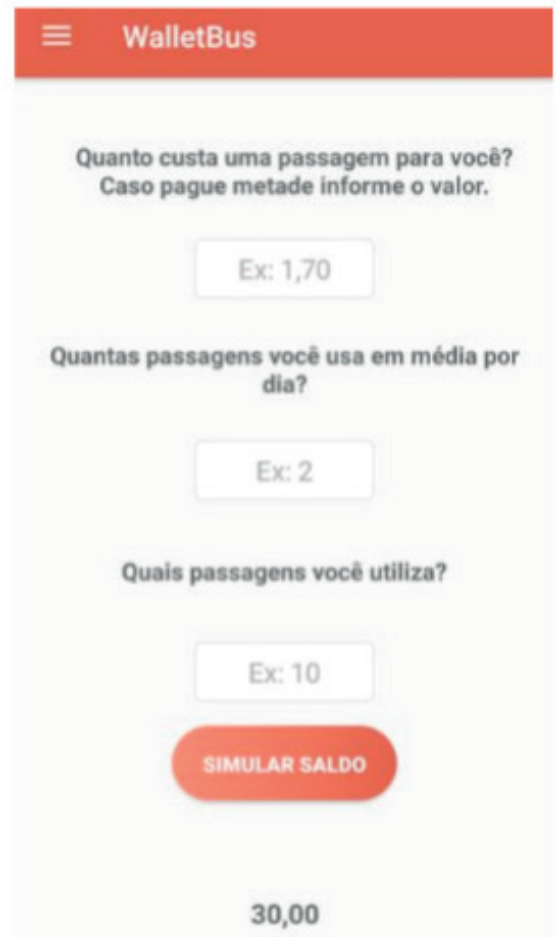 WalletBus
Quanto custa uma passagem para você?
Caso pague metade informe o valor.
Ex: 1,70
Quantas passagens você usa em média por
dia?
Ex: 2
Quais passagens você utiliza?
Ex: 10
SIMULAR SALDO
30,00